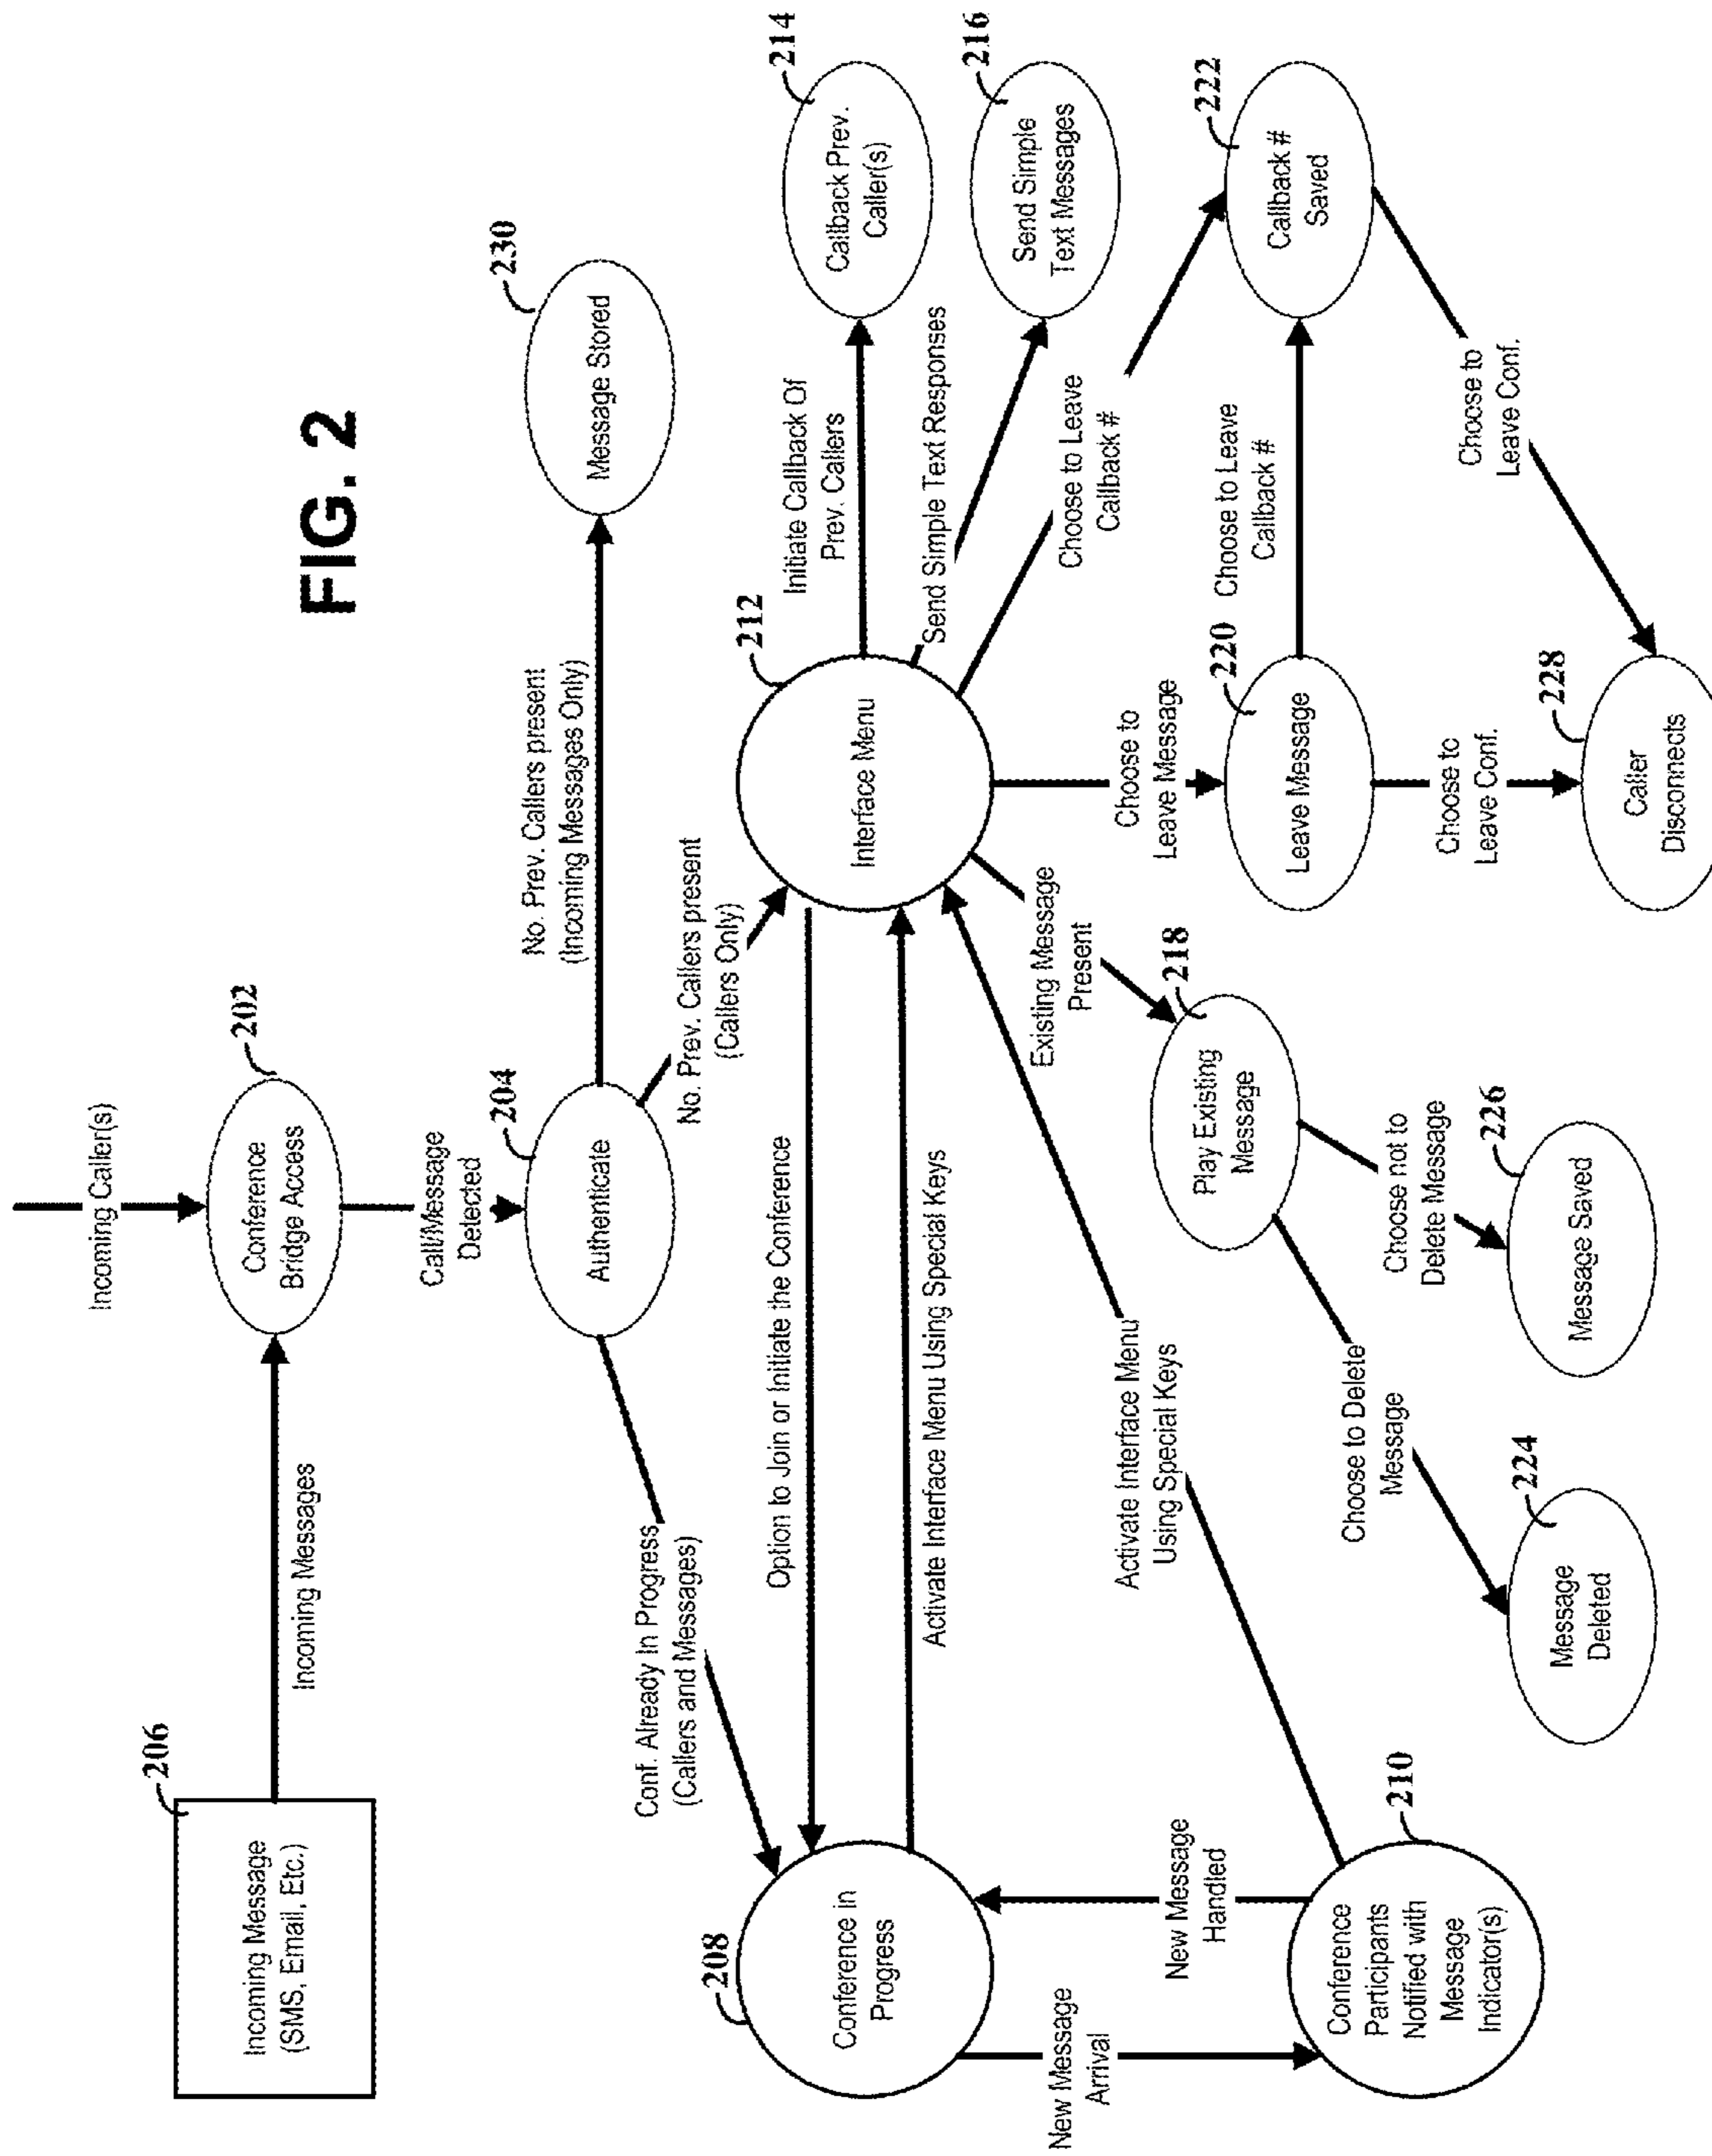 FIG. 2
Incoming Caller(s)
206
Incoming Message
(SMS, Email, Etc.)
Incoming Messages
202
Conference
Bridge Access
Call/Message
Detected
204
Authenticate
No. Prev. Callers present
(Incoming Messages Only)
230
Message Stored
Conf. Already In Progress
(Callers and Messages)
No. Prev. Callers present
(Callers Only)
208
Conference in
Progress
Option to Join or Initiate the Conference
Activate Interface Menu Using Special Keys
212
Interface Menu
Initiate Callback Of
Prev. Callers
214
Callback Prev.
Caller(s)
Send Simple Text Responses
216
Send Simple
Text Messages
Choose to Leave
Callback #
New Message
Arrival
New Message
Handled
Activate Interface Menu
Using Special Keys
Existing Message
Present
Choose to
Leave Message
218
Play Existing
Message
220
Leave Message
Choose to Leave
Callback #
222
Callback #
Saved
210
Conference
Participants
Notified with
Message
Indicator(s)
Choose to Delete
Message
Choose not to
Delete Message
Choose to
Leave Conf.
Choose to
Leave Conf.
224
Message
Deleted
226
Message Saved
228
Caller
Disconnects